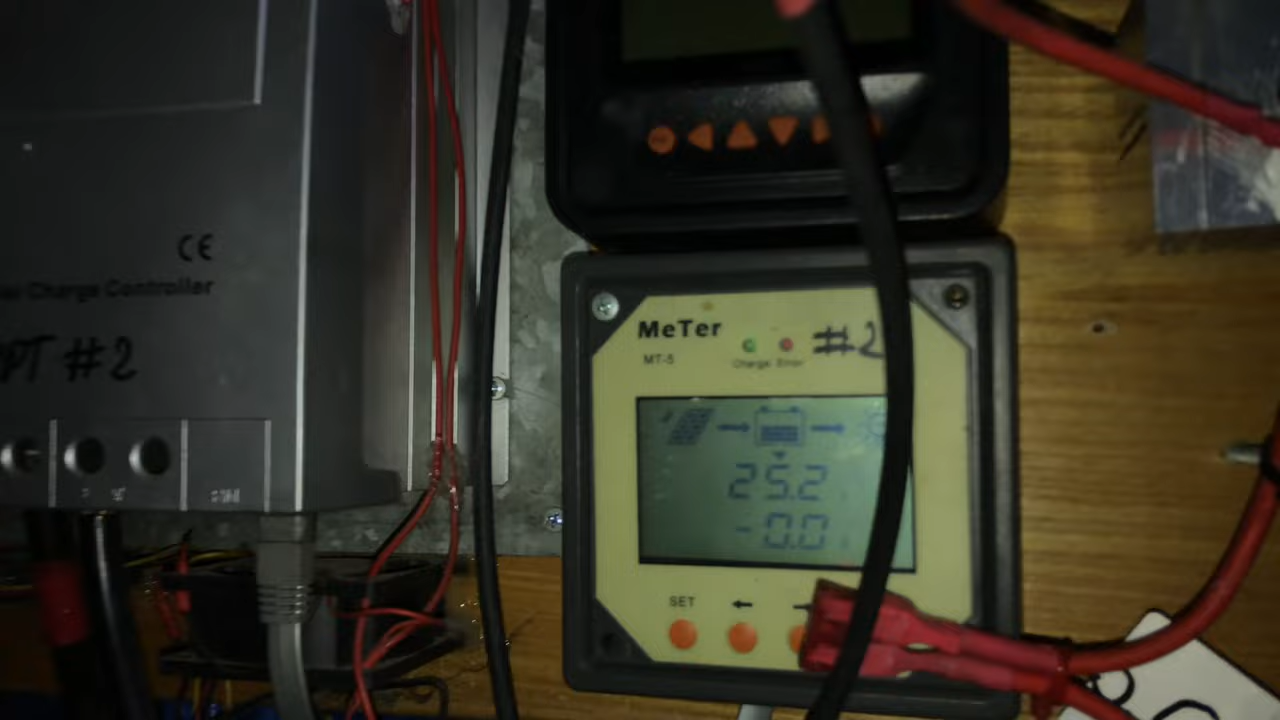 CE
Charge Controller
PT #2
MeTer
#2
MT-5
Charge Error
25.2
-0.0
SET